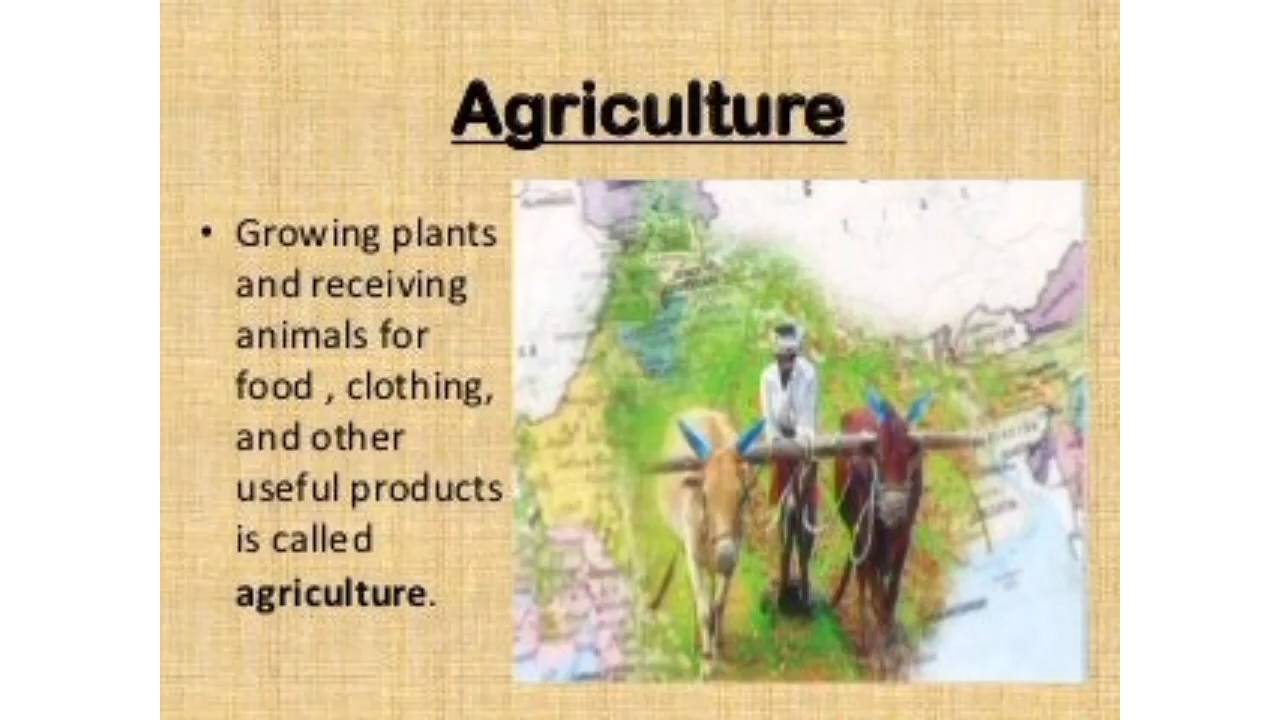 Agriculture
• Growing plants
and receiving
animals for
food , clothing,
and other
useful products
is called
agriculture.